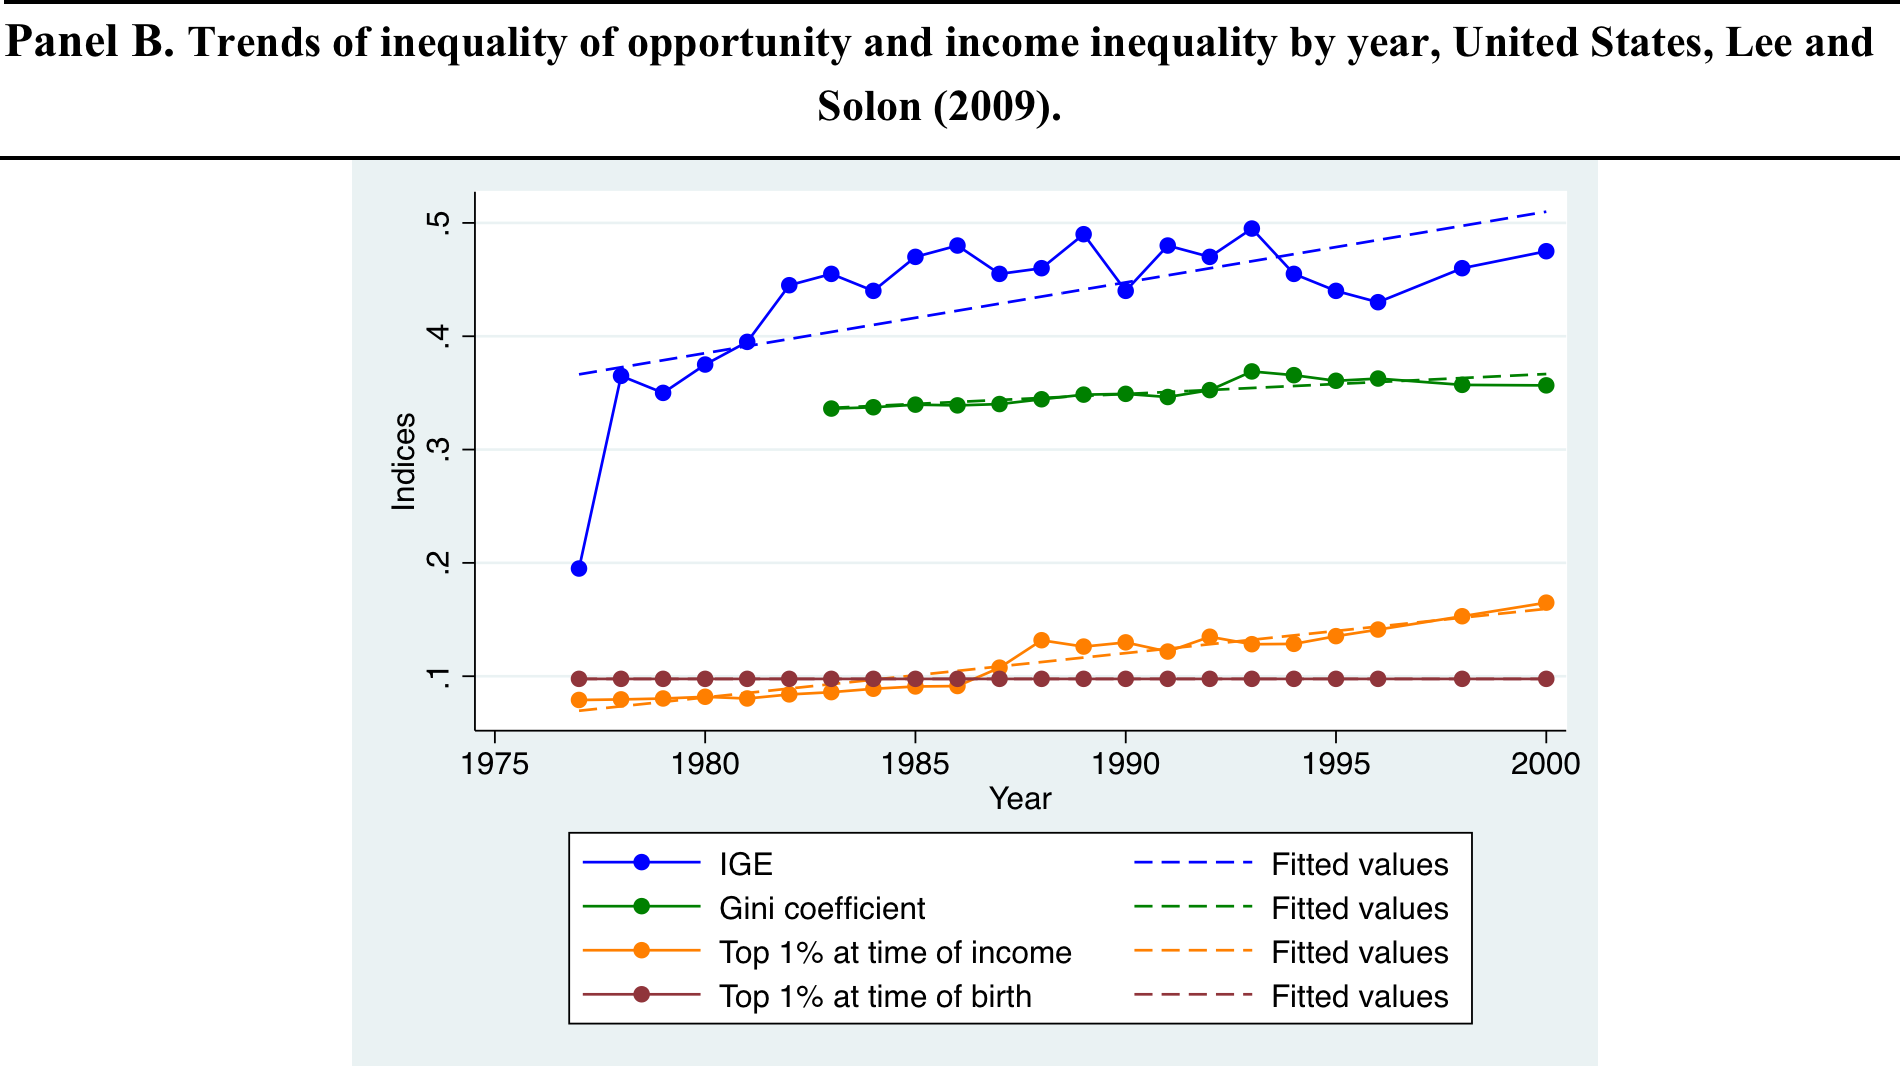 Panel B. Trends of inequality of opportunity and income inequality by year, United States, Lee and
Solon (2009).
.5
.4
.3
.2
.1
Indices
1975 1980 1985 1990 1995 2000
Year
IGE Fitted values
Gini coefficient Fitted values
Top 1% at time of income Fitted values
Top 1% at time of birth Fitted values